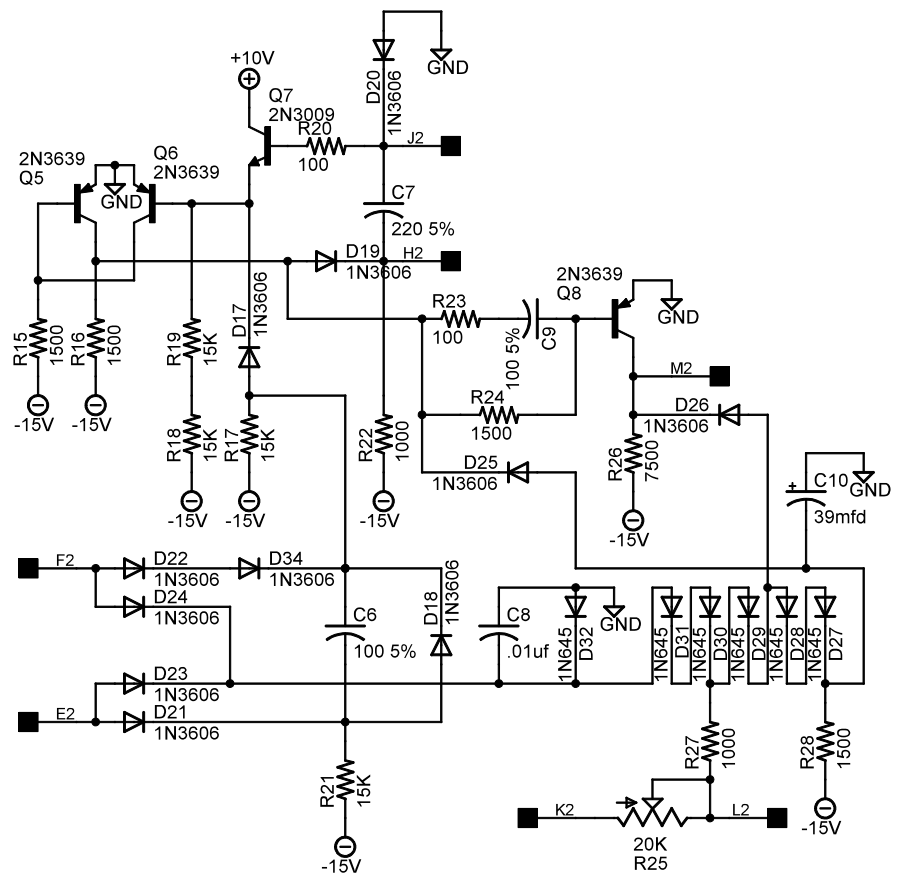 D20
1N3606
GND
+10V
Q7
2N3009
R20
100
J2
2N3639
Q5
Q6
2N3639
GND
C7
220 5%
D19
1N3606
H2
D17
1N3606
2N3639
Q8
GND
R23
100
C9
100 5%
R15
1500
R16
1500
R19
15K
-15V
-15V
R24
1500
M2
D26
1N3606
R18
15K
R17
15K
R22
1000
D25
1N3606
R26
7500
C10
39mfd
GND
-15V
-15V
-15V
-15V
F2
D22
1N3606
D34
1N3606
D24
1N3606
C6
100 5%
D18
1N3606
C8
.01uf
1N645
D32
GND
1N645
D31
1N645
D30
1N645
D29
1N645
D28
1N645
D27
D23
1N3606
E2
D21
1N3606
R21
15K
-15V
R27
1000
R28
1500
-15V
K2
L2
20K
R25